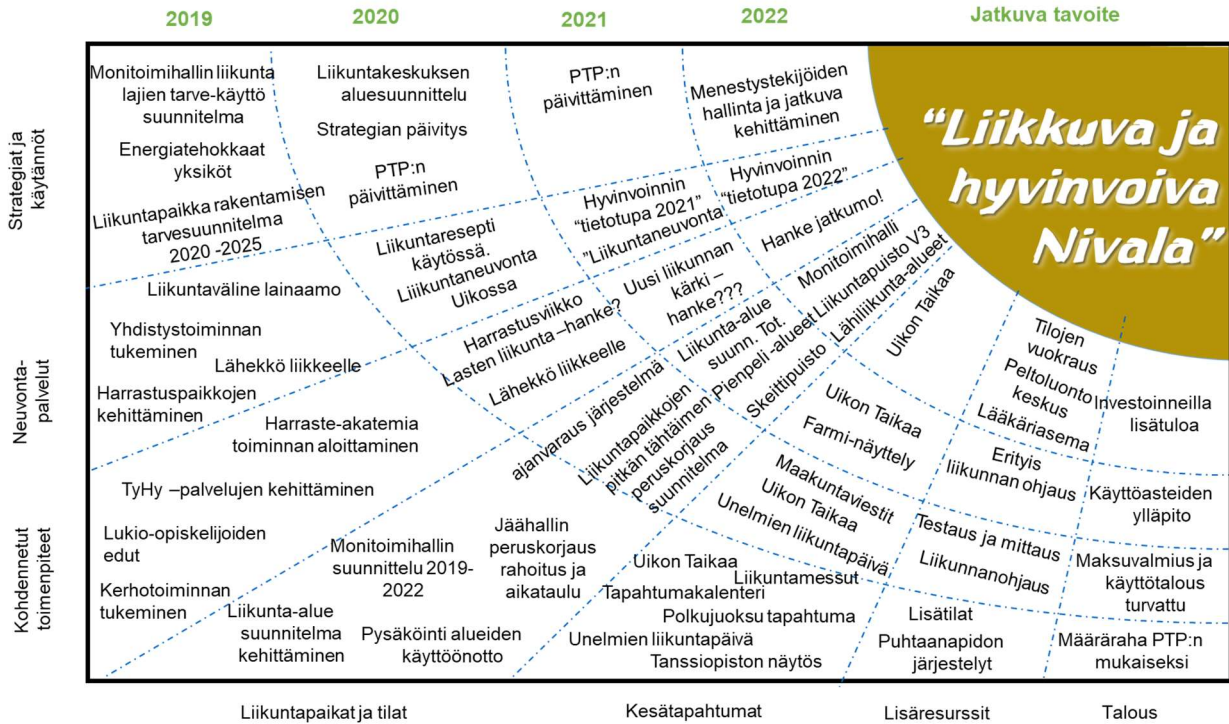 2019
2020
2021
2022
Jatkuva tavoite
Strategiat ja
käytännöt
Neuvonta-
palvelut
Kohdennetut
toimenpiteet
Monitoimihallin liikunta
lajien tarve-käyttö
suunnitelma
Energiatehokkaat
yksiköt
Liikuntapaikka rakentamisen
tarvesuunnitelma
2020 -2025
Liikuntakeskuksen
aluesuunnittelu
Strategian päivitys
PTP:n
päivittäminen
PTP:n
päivittäminen
Menestystekijöiden
hallinta ja jatkuva
kehittäminen
"Liikkuva ja
hyvinvoiva
Nivala"
Liikuntaväline lainaamo
Yhdistystoiminnan
tukeminen
Lähekkö liikkeelle
Harrastuspaikkojen
kehittäminen
Liikuntaresepti
käytössä.
Liiikuntaneuvonta
Uikossa
Hyvinvoinnin
"tietotupa 2021"
"Liikuntaneuvonta
Hyvinvoinnin
"tietotupa 2022"
Harraste-akatemia
toiminnan aloittaminen
TyHy –palvelujen kehittäminen
Lukio-opiskelijoiden
edut
Kerhotoiminnan
tukeminen
Harrastusviikko
Lasten liikunta –hanke?
Lähekkö liikkeelle
Uusi liikunnan
kärki –
hanke???
Hanke jatkumo!
Liikunta-alue
suunnitelma
kehittäminen
Monitoimihallin
suunnittelu 2019-
2022
Pysäköinti alueiden
käyttöönotto
Jäähallin
peruskorjaus
rahoitus ja
aikataulu
ajanvaraus järjestelmä
Liikuntapaikkojen
pitkän tähtäimen
peruskorjaus
suunnitelma
Liikunta-alue
suunn. Tot.
Pienpeli -alueet
Skeittipuisto
Monitoimihalli
Liikuntapuisto V3
Lähiliikunta-alueet
Uikon Taikaa
Uikon Taikaa
Farmi-näyttely
Maakuntaviestit
Uikon Taikaa
Unelmien liikuntapäivä
Uikon Taikaa
Liikuntamessut
Tapahtumakalenteri
Polkujuoksu tapahtuma
Unelmien liikuntapäivä
Tanssiopiston näytös
Tilojen
vuokraus
Peltoluonto
keskus
Lääkäriasema
Erityis
liikunnan ohjaus
Testaus ja mittaus
Liikunnanohjaus
Lisätilat
Puhtaanapidon
järjestelyt
Investoinneilla
lisätuloa
Käyttöasteiden
ylläpito
Maksuvalmius ja
käyttötalous
turvattu
Määräraha PTP:n
mukaiseksi
Liikuntapaikat ja tilat
Kesätapahtumat
Lisäresurssit
Talous